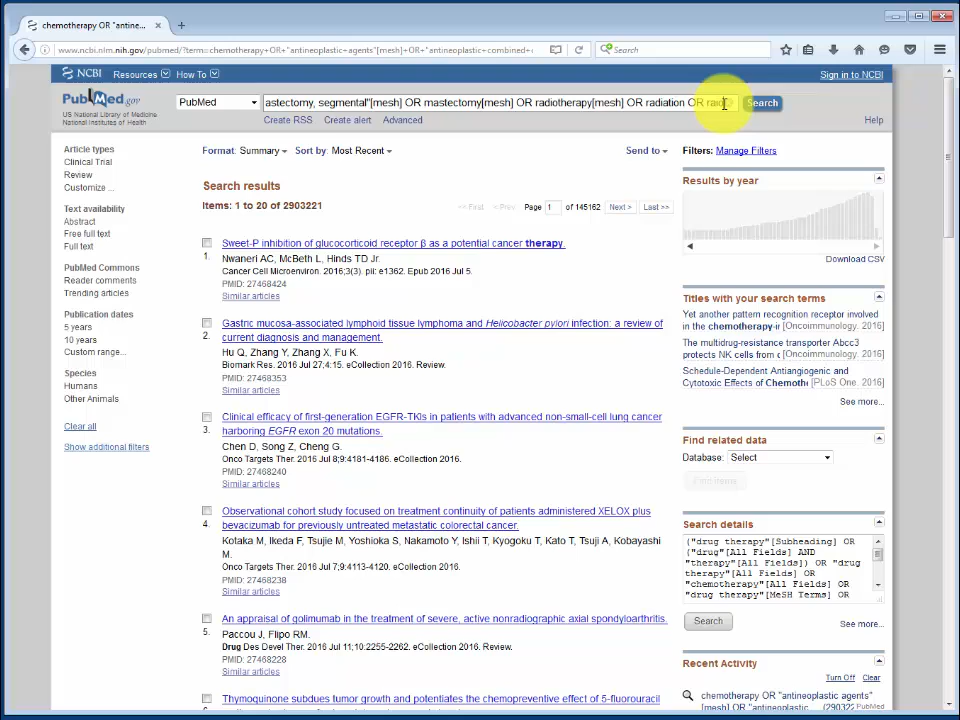 chemotherapy OR "antine...
www.ncbi.nlm.nih.gov/pubmed/?term=chemotherapy+OR+"antineoplastic+agents"[mesh]+OR+"antineoplastic+combined+
Search
NCBI Resources How To
Sign in to NCBI
PubMed.gov
US National Library of Medicine
National Institutes of Health
PubMed
astectomy, segmental"[mesh] OR mastectomy[mesh] OR radiotherapy[mesh] OR radiation OR
Search
Create RSS Create alert Advanced
Help
Article types
Clinical Trial
Review
Customize ...
Text availability
Abstract
Free full text
Full text
PubMed Commons
Reader comments
Trending articles
Publication dates
5 years
10 years
Custom range...
Species
Humans
Other Animals
Clear all
Show additional filters
Format: Summary Sort by: Most Recent
Send to
Search results
Items: 1 to 20 of 2903221
<< First < Prev Page 1 of 145162 Next > Last >>
Sweet-P inhibition of glucocorticoid receptor β as a potential cancer therapy.
1. Nwaneri AC, McBeth L, Hinds TD Jr.
Cancer Cell Microenviron. 2016;3(3). pii: e1362. Epub 2016 Jul 5.
PMID: 27468424
Similar articles
Gastric mucosa-associated lymphoid tissue lymphoma and Helicobacter pylori infection: a review of
2. current diagnosis and management.
Hu Q, Zhang Y, Zhang X, Fu K.
Biomark Res. 2016 Jul 27;4:15. eCollection 2016. Review.
PMID: 27468353
Similar articles
Clinical efficacy of first-generation EGFR-TKIs in patients with advanced non-small-cell lung cancer
3. harboring EGFR exon 20 mutations.
Chen D, Song Z, Cheng G.
Onco Targets Ther. 2016 Jul 8;9:4181-4186. eCollection 2016.
PMID: 27468240
Similar articles
Observational cohort study focused on treatment continuity of patients administered XELOX plus
4. bevacizumab for previously untreated metastatic colorectal cancer.
Kotaka M, Ikeda F, Tsujie M, Yoshioka S, Nakamoto Y, Ishii T, Kyogoku T, Kato T, Tsuji A, Kobayashi
M.
Onco Targets Ther. 2016 Jul 7;9:4113-4120. eCollection 2016.
PMID: 27468238
Similar articles
An appraisal of golimumab in the treatment of severe, active nonradiographic axial spondyloarthritis.
5. Paccou J, Flipo RM.
Drug Des Devel Ther. 2016 Jul 11;10:2255-2262. eCollection 2016. Review.
PMID: 27468228
Similar articles
Thymoquinone subdues tumor growth and potentiates the chemopreventive effect of 5-fluorouracil
Filters: Manage Filters
Results by year
Download CSV
Titles with your search terms
Yet another pattern recognition receptor involved
in the chemotherapy-i [Oncoimmunology. 2016]
The multidrug-resistance transporter Abcc3
protects NK cells from c [Oncoimmunology. 2016]
Schedule-Dependent Antiangiogenic and
Cytotoxic Effects of Chemoth [PLoS One. 2016]
See more...
Find related data
Database: Select
Find items
Search details
("drug therapy"[Subheading] OR
("drug"[All Fields] AND
"therapy"[All Fields]) OR "drug
therapy"[All Fields] OR
"chemotherapy"[All Fields] OR
"drug therapy"[MeSH Terms] OR
Search
See more...
Recent Activity
Turn Off Clear
chemotherapy OR "antineoplastic agents"
[mesh] OR "antineoplastic ... (290322 PubMed